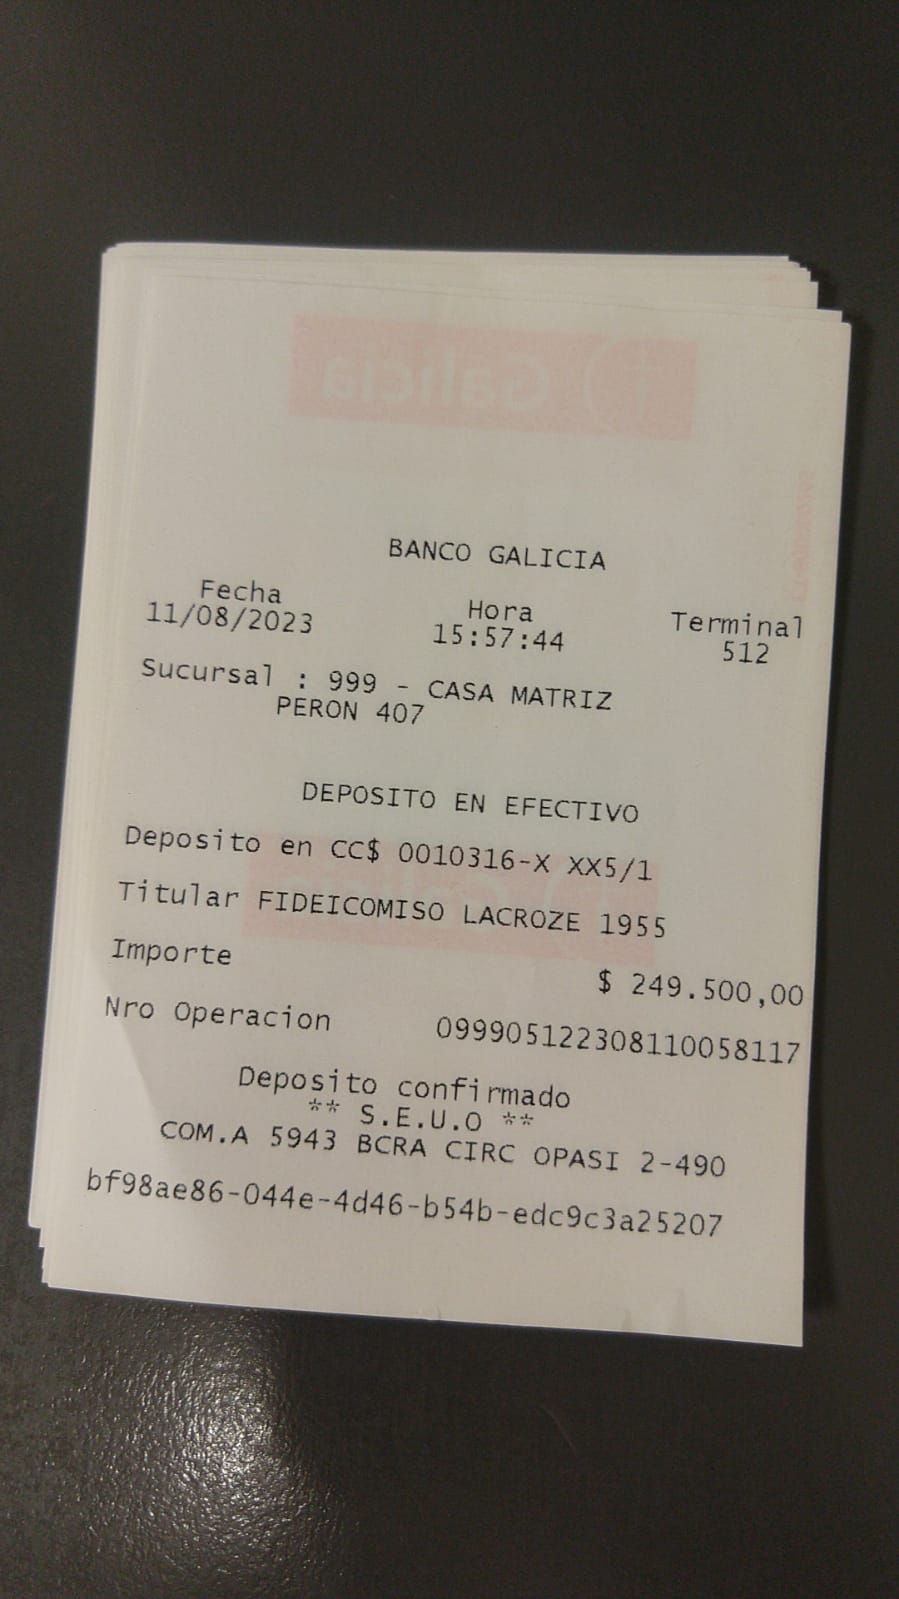 Galicia
BANCO GALICIA
Fecha Hora Terminal
11/08/2023 15:57:44 512
Sucursal : 999 - CASA MATRIZ
PERON 407
DEPOSITO EN EFECTIVO
Deposito en CC$ 0010316-X XX5/1
Titular FIDEICOMISO LACROZE 1955
Importe $ 249.500,00
Nro Operacion 099905122308110058117
Deposito confirmado
** S.E.U.O **
COM.A 5943 BCRA CIRC OPASI 2-490
bf98ae86-044e-4d46-b54b-edc9c3a25207